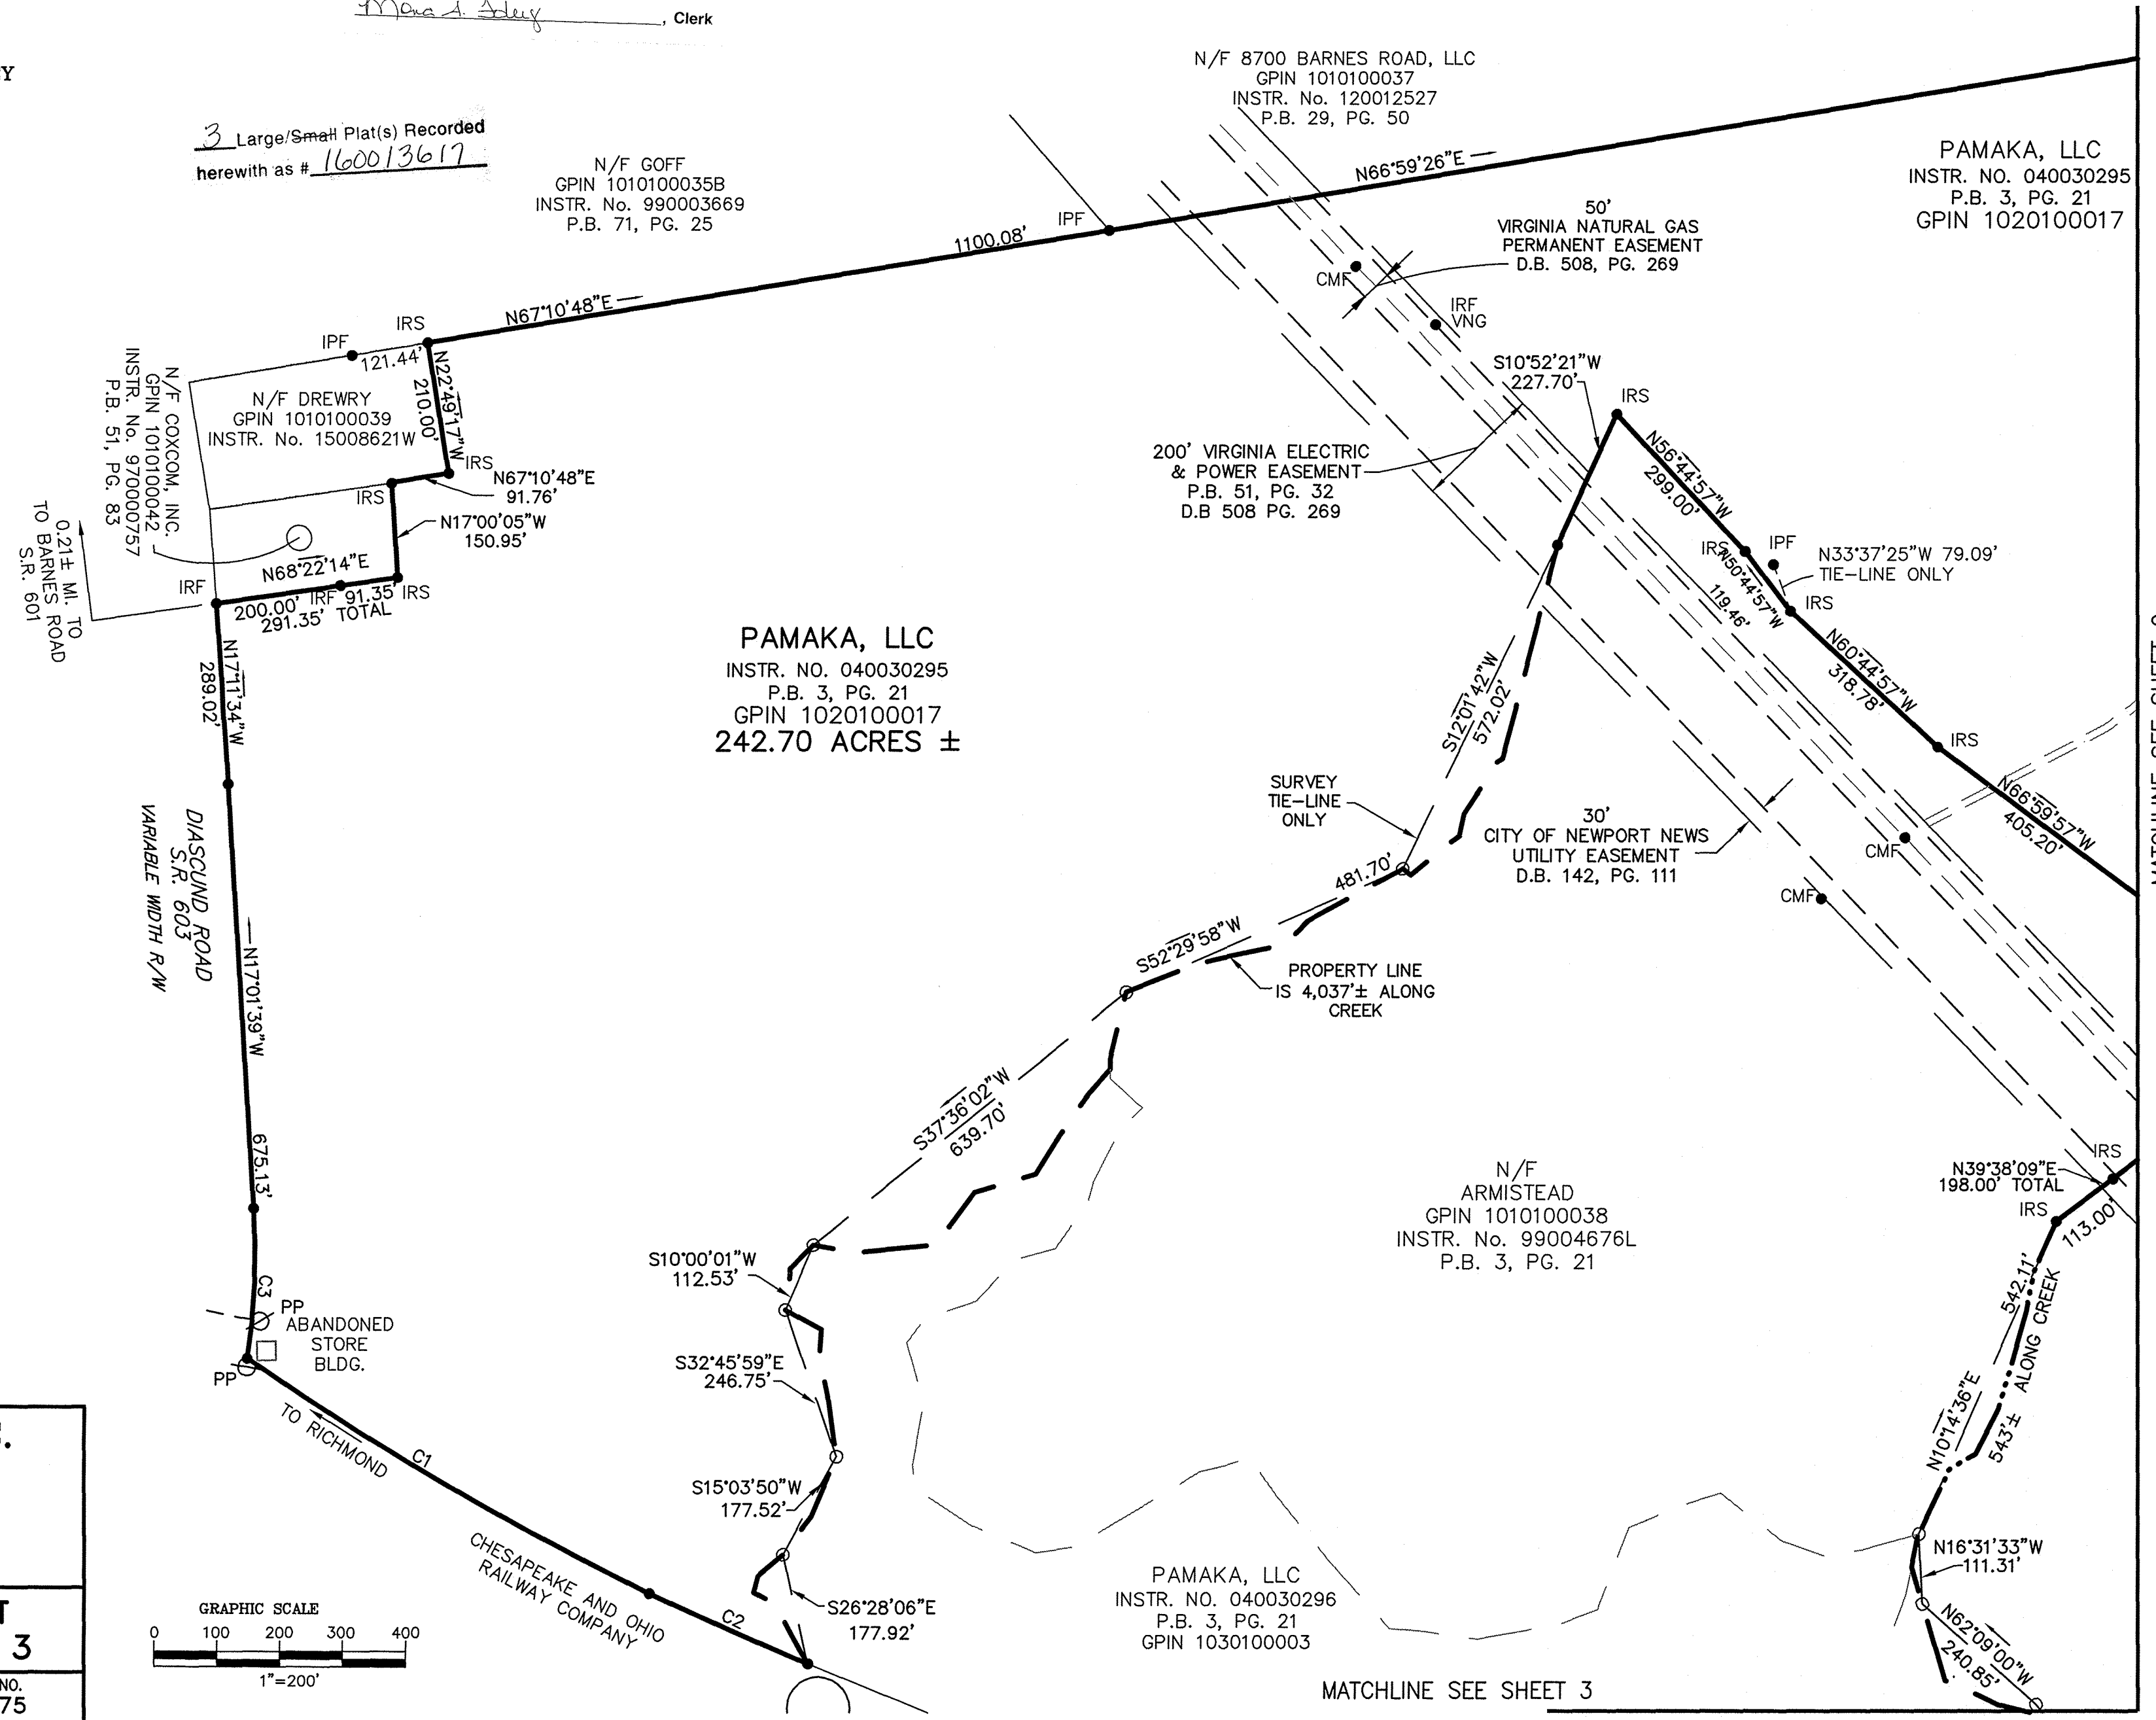 Mona A. Foley, Clerk
3 Large/Small Plat(s) Recorded
herewith as # 160013617
N/F 8700 BARNES ROAD, LLC
GPIN 1010100037
INSTR. No. 120012527
P.B. 29, PG. 50
N/F GOFF
GPIN 1010100035B
INSTR. No. 990003669
P.B. 71, PG. 25
PAMAKA, LLC
INSTR. NO. 040030295
P.B. 3, PG. 21
GPIN 1020100017
N66°59'26"E
IPF
1100.08'
N67°10'48"E
50'
VIRGINIA NATURAL GAS
PERMANENT EASEMENT
D.B. 508, PG. 269
CMF
IRF
VNG
IRS
IPF
121.44'
N22°49'17"W
210.00'
N/F DREWRY
GPIN 1010100039
INSTR. No. 15008621W
N/F COXCOM, INC.
GPIN 1010100042
INSTR. No. 970000757
P.B. 51, PG. 83
IRS
N67°10'48"E
91.76'
IRS
N17°00'05"W
150.95'
N68°22'14"E
IRF
200.00' IRF 91.35' IRS
291.35' TOTAL
0.21± MI. TO
TO BARNES ROAD
S.R. 601
S10°52'21"W
227.70'
IRS
N56°44'57"W
299.00'
200' VIRGINIA ELECTRIC
& POWER EASEMENT
P.B. 51, PG. 32
D.B 508 PG. 269
IRS
IPF
N33°37'25"W 79.09'
TIE-LINE ONLY
N50°44'57"W
119.46'
IRS
N60°44'57"W
318.78'
IRS
N66°59'57"W
405.20'
PAMAKA, LLC
INSTR. NO. 040030295
P.B. 3, PG. 21
GPIN 1020100017
242.70 ACRES ±
N17°11'34"W
289.02'
DIASCUND ROAD
S.R. 603
VARIABLE WIDTH R/W
N17°01'39"W
675.13'
S12°01'42"W
572.02'
SURVEY
TIE-LINE
ONLY
30'
CITY OF NEWPORT NEWS
UTILITY EASEMENT
D.B. 142, PG. 111
CMF
CMF
481.70'
S52°29'58"W
PROPERTY LINE
IS 4,037'± ALONG
CREEK
S37°36'02"W
639.70'
N/F
ARMISTEAD
GPIN 1010100038
INSTR. No. 99004676L
P.B. 3, PG. 21
IRS
N39°38'09"E
198.00' TOTAL
IRS
113.00'
S10°00'01"W
112.53'
C3
PP
ABANDONED
STORE
BLDG.
PP
S32°45'59"E
246.75'
542.11'
N10°14'36"E
543'± ALONG CREEK
TO RICHMOND
C1
S15°03'50"W
177.52'
CHESAPEAKE AND OHIO
RAILWAY COMPANY
C2
S26°28'06"E
177.92'
PAMAKA, LLC
INSTR. NO. 040030296
P.B. 3, PG. 21
GPIN 1030100003
N16°31'33"W
111.31'
N62°09'00"W
240.85'
GRAPHIC SCALE
0 100 200 300 400
1"=200'
3
NO.
75
MATCHLINE SEE SHEET 3